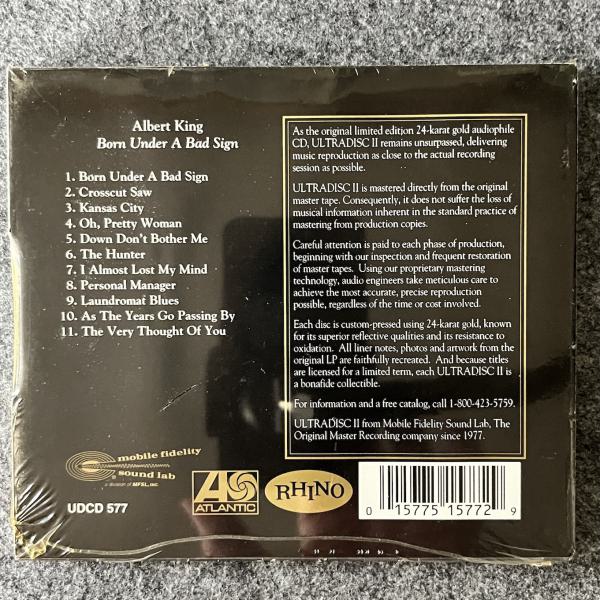 Albert King
Born Under A Bad Sign
1. Born Under A Bad Sign
2. Crosscut Saw
3. Kansas City
4. Oh, Pretty Woman
5. Down Don't Bother Me
6. The Hunter
7. I Almost Lost My Mind
8. Personal Manager
9. Laundromat Blues
10. As The Years Go Passing By
11. The Very Thought Of You
As the original limited edition 24-karat gold audiophile
CD, ULTRADISC II remains unsurpassed, delivering
music reproduction as close to the actual recording
session as possible.
ULTRADISC II is mastered directly from the original
master tape. Consequently, it does not suffer the loss of
musical information inherent in the standard practice of
mastering from production copies.
Careful attention is paid to each phase of production,
beginning with our inspection and frequent restoration
of master tapes. Using our proprietary mastering
technology, audio engineers take meticulous care to
achieve the most accurate, precise reproduction
possible, regardless of the time or cost involved.
Each disc is custom-pressed using 24-karat gold, known
for its superior reflective qualities and its resistance to
oxidation. All liner notes, photos and artwork from the
original LP are faithfully recreated. And because titles
are licensed for a limited term, each ULTRADISC II is
a bonafide collectible.
For information and a free catalog, call 1-800-423-5759.
ULTRADISC II from Mobile Fidelity Sound Lab, The
Original Master Recording company since 1977.
mobile fidelity
sound lab
a division of MFSL, INC.
UDCD 577
ATLANTIC
RHINO
0 15775 15772 9